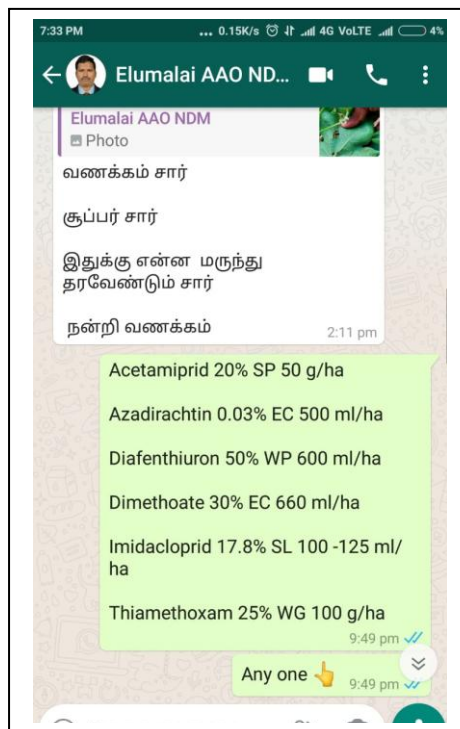 7:33 PM ... 0.15K/s 4G VoLTE 4%
Elumalai AAO ND...
Elumalai AAO NDM
Photo
வணக்கம் சார்
சூப்பர் சார்
இதுக்கு என்ன மருந்து
தரவேண்டும் சார்
நன்றி வணக்கம்
2:11 pm
Acetamiprid 20% SP 50 g/ha
Azadirachtin 0.03% EC 500 ml/ha
Diafenthiuron 50% WP 600 ml/ha
Dimethoate 30% EC 660 ml/ha
Imidacloprid 17.8% SL 100 -125 ml/
ha
Thiamethoxam 25% WG 100 g/ha
9:49 pm
Any one 👆 9:49 pm